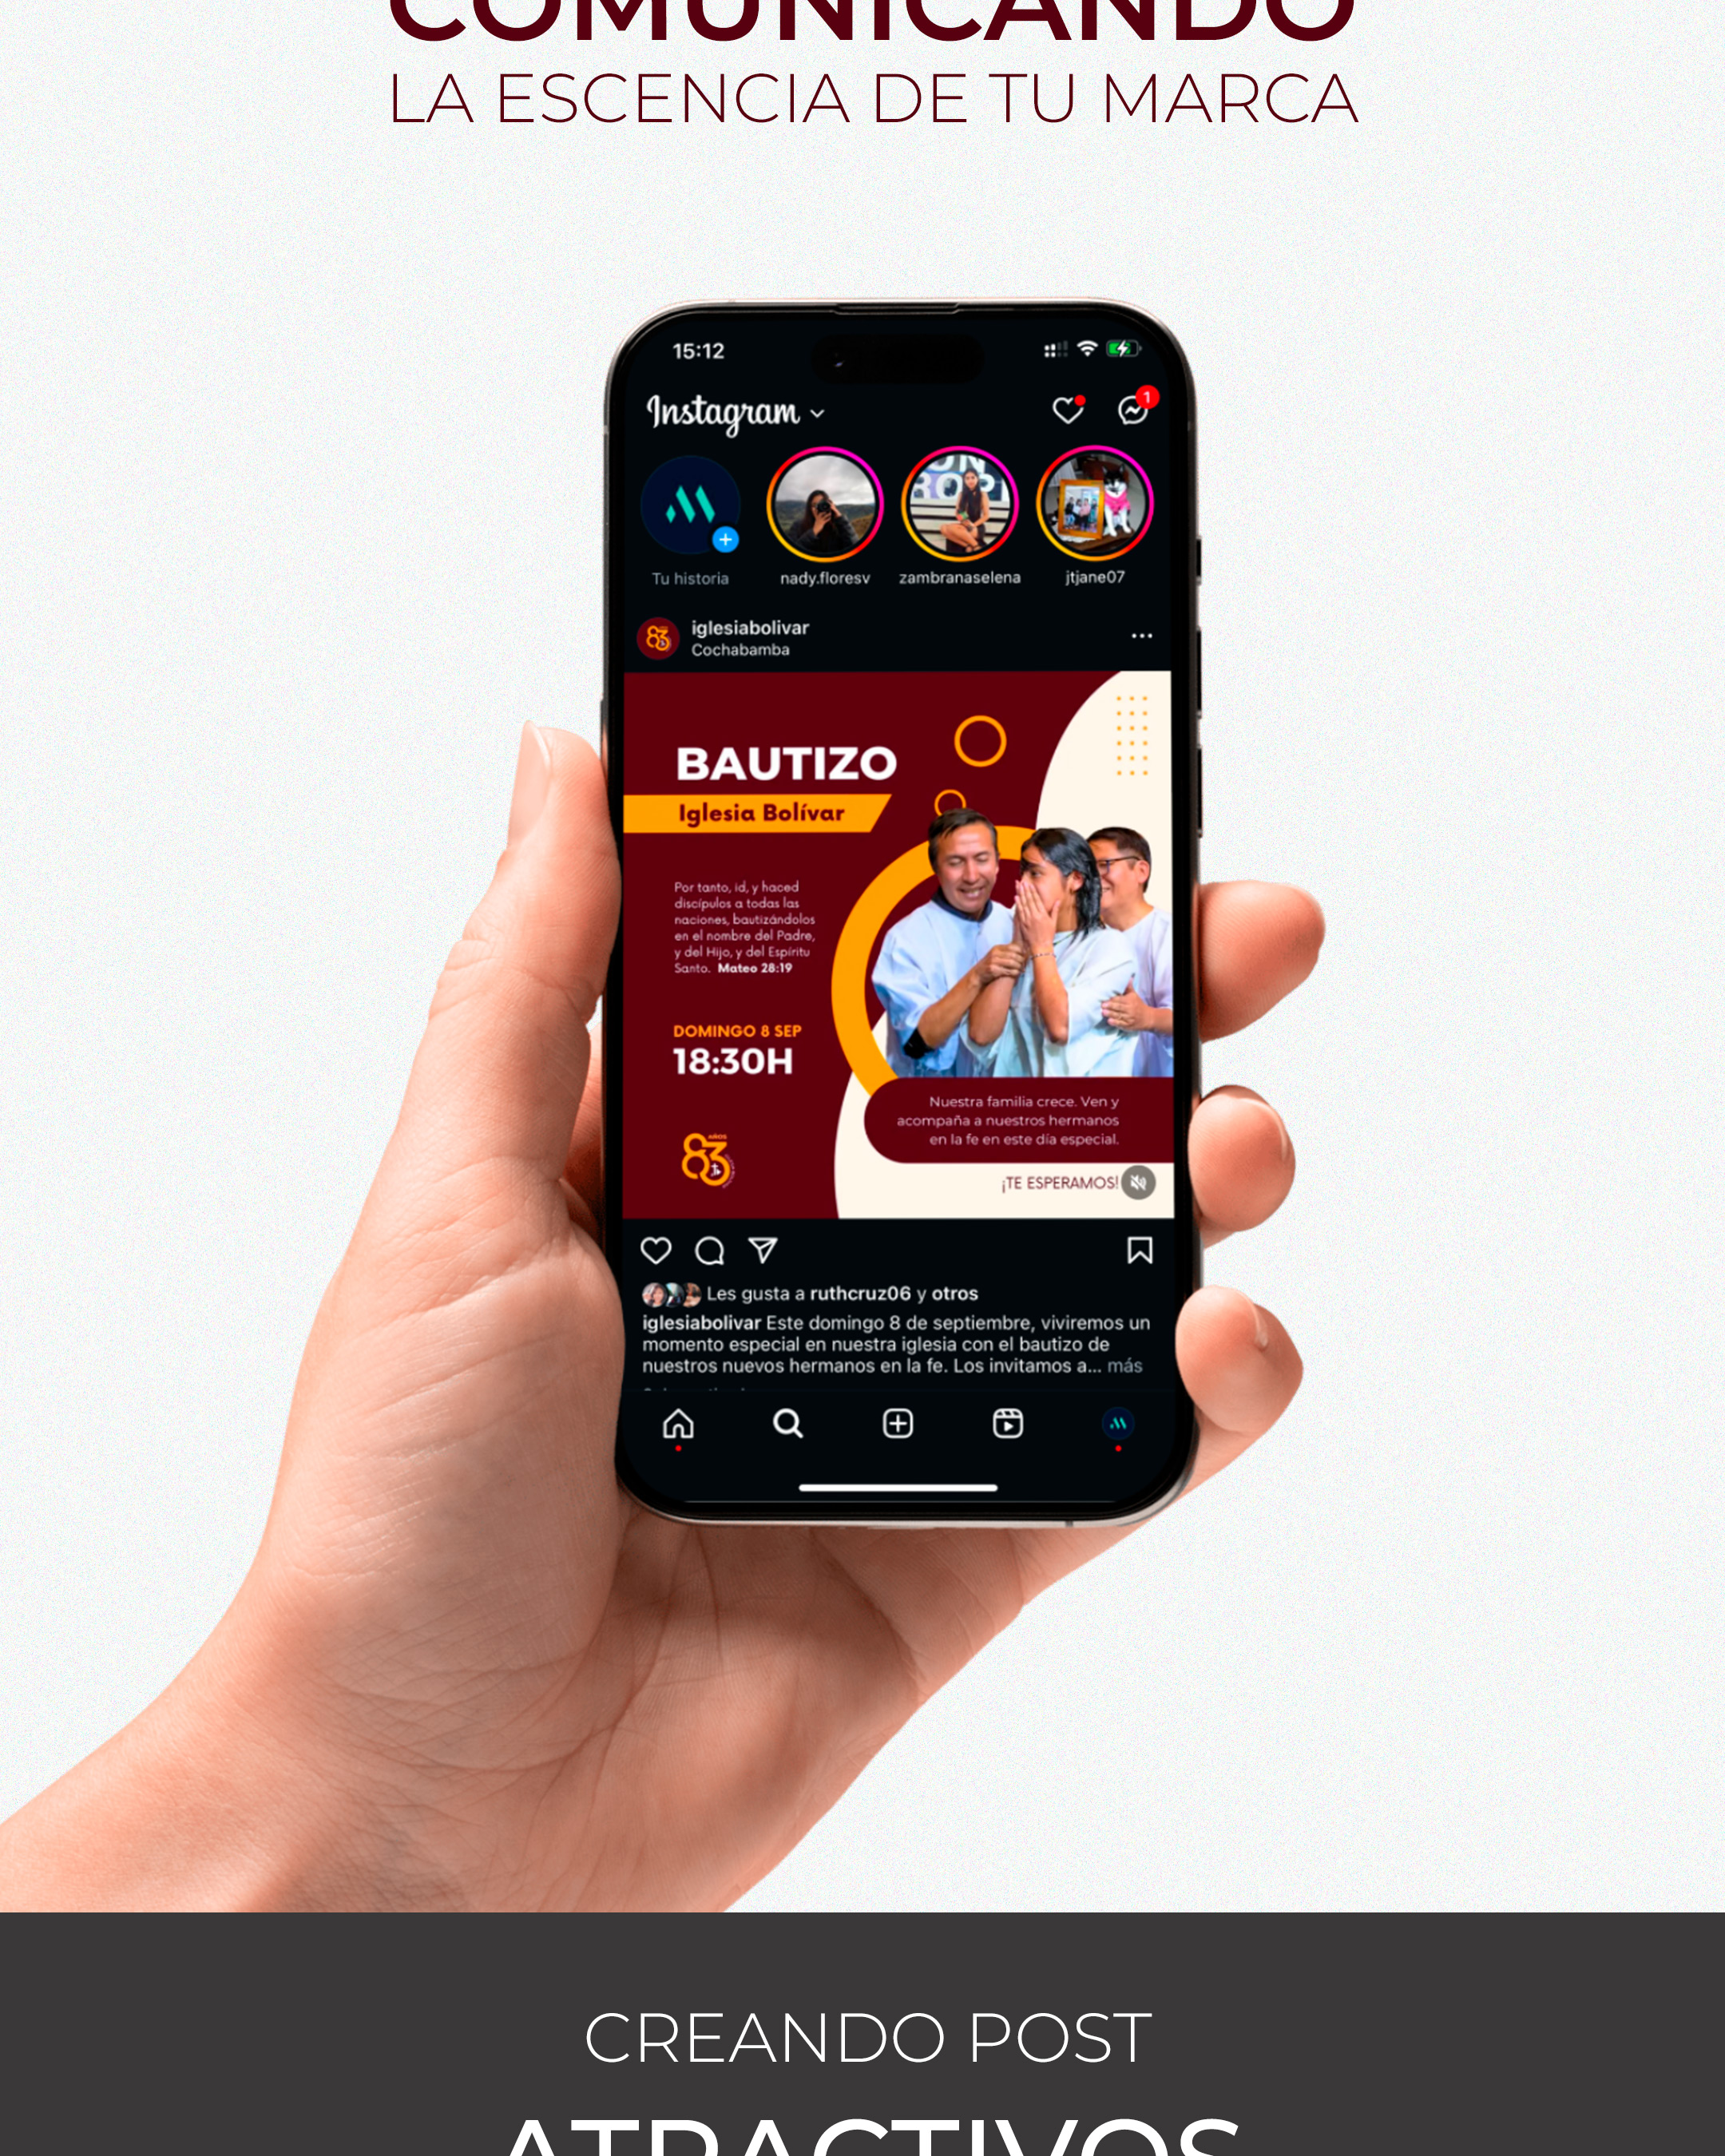 COMUNICANDO
LA ESCENCIA DE TU MARCA
15:12
Instagram
1
Tu historia
nady.floresv
zambranaselena
jtjane07
83
iglesiabolivar
Cochabamba
BAUTIZO
Iglesia Bolívar
Por tanto, id, y haced
discípulos a todas las
naciones, bautizándolos
en el nombre del Padre,
y del Hijo, y del Espíritu
Santo. Mateo 28:19
DOMINGO 8 SEP
18:30H
Nuestra familia crece. Ven y
acompaña a nuestros hermanos
en la fe en este día especial.
AÑOS
83
¡TE ESPERAMOS!
Les gusta a ruthcruz06 y otros
iglesiabolivar Este domingo 8 de septiembre, viviremos un
momento especial en nuestra iglesia con el bautizo de
nuestros nuevos hermanos en la fe. Los invitamos a... más
CREANDO POST
ATRACTIVOS